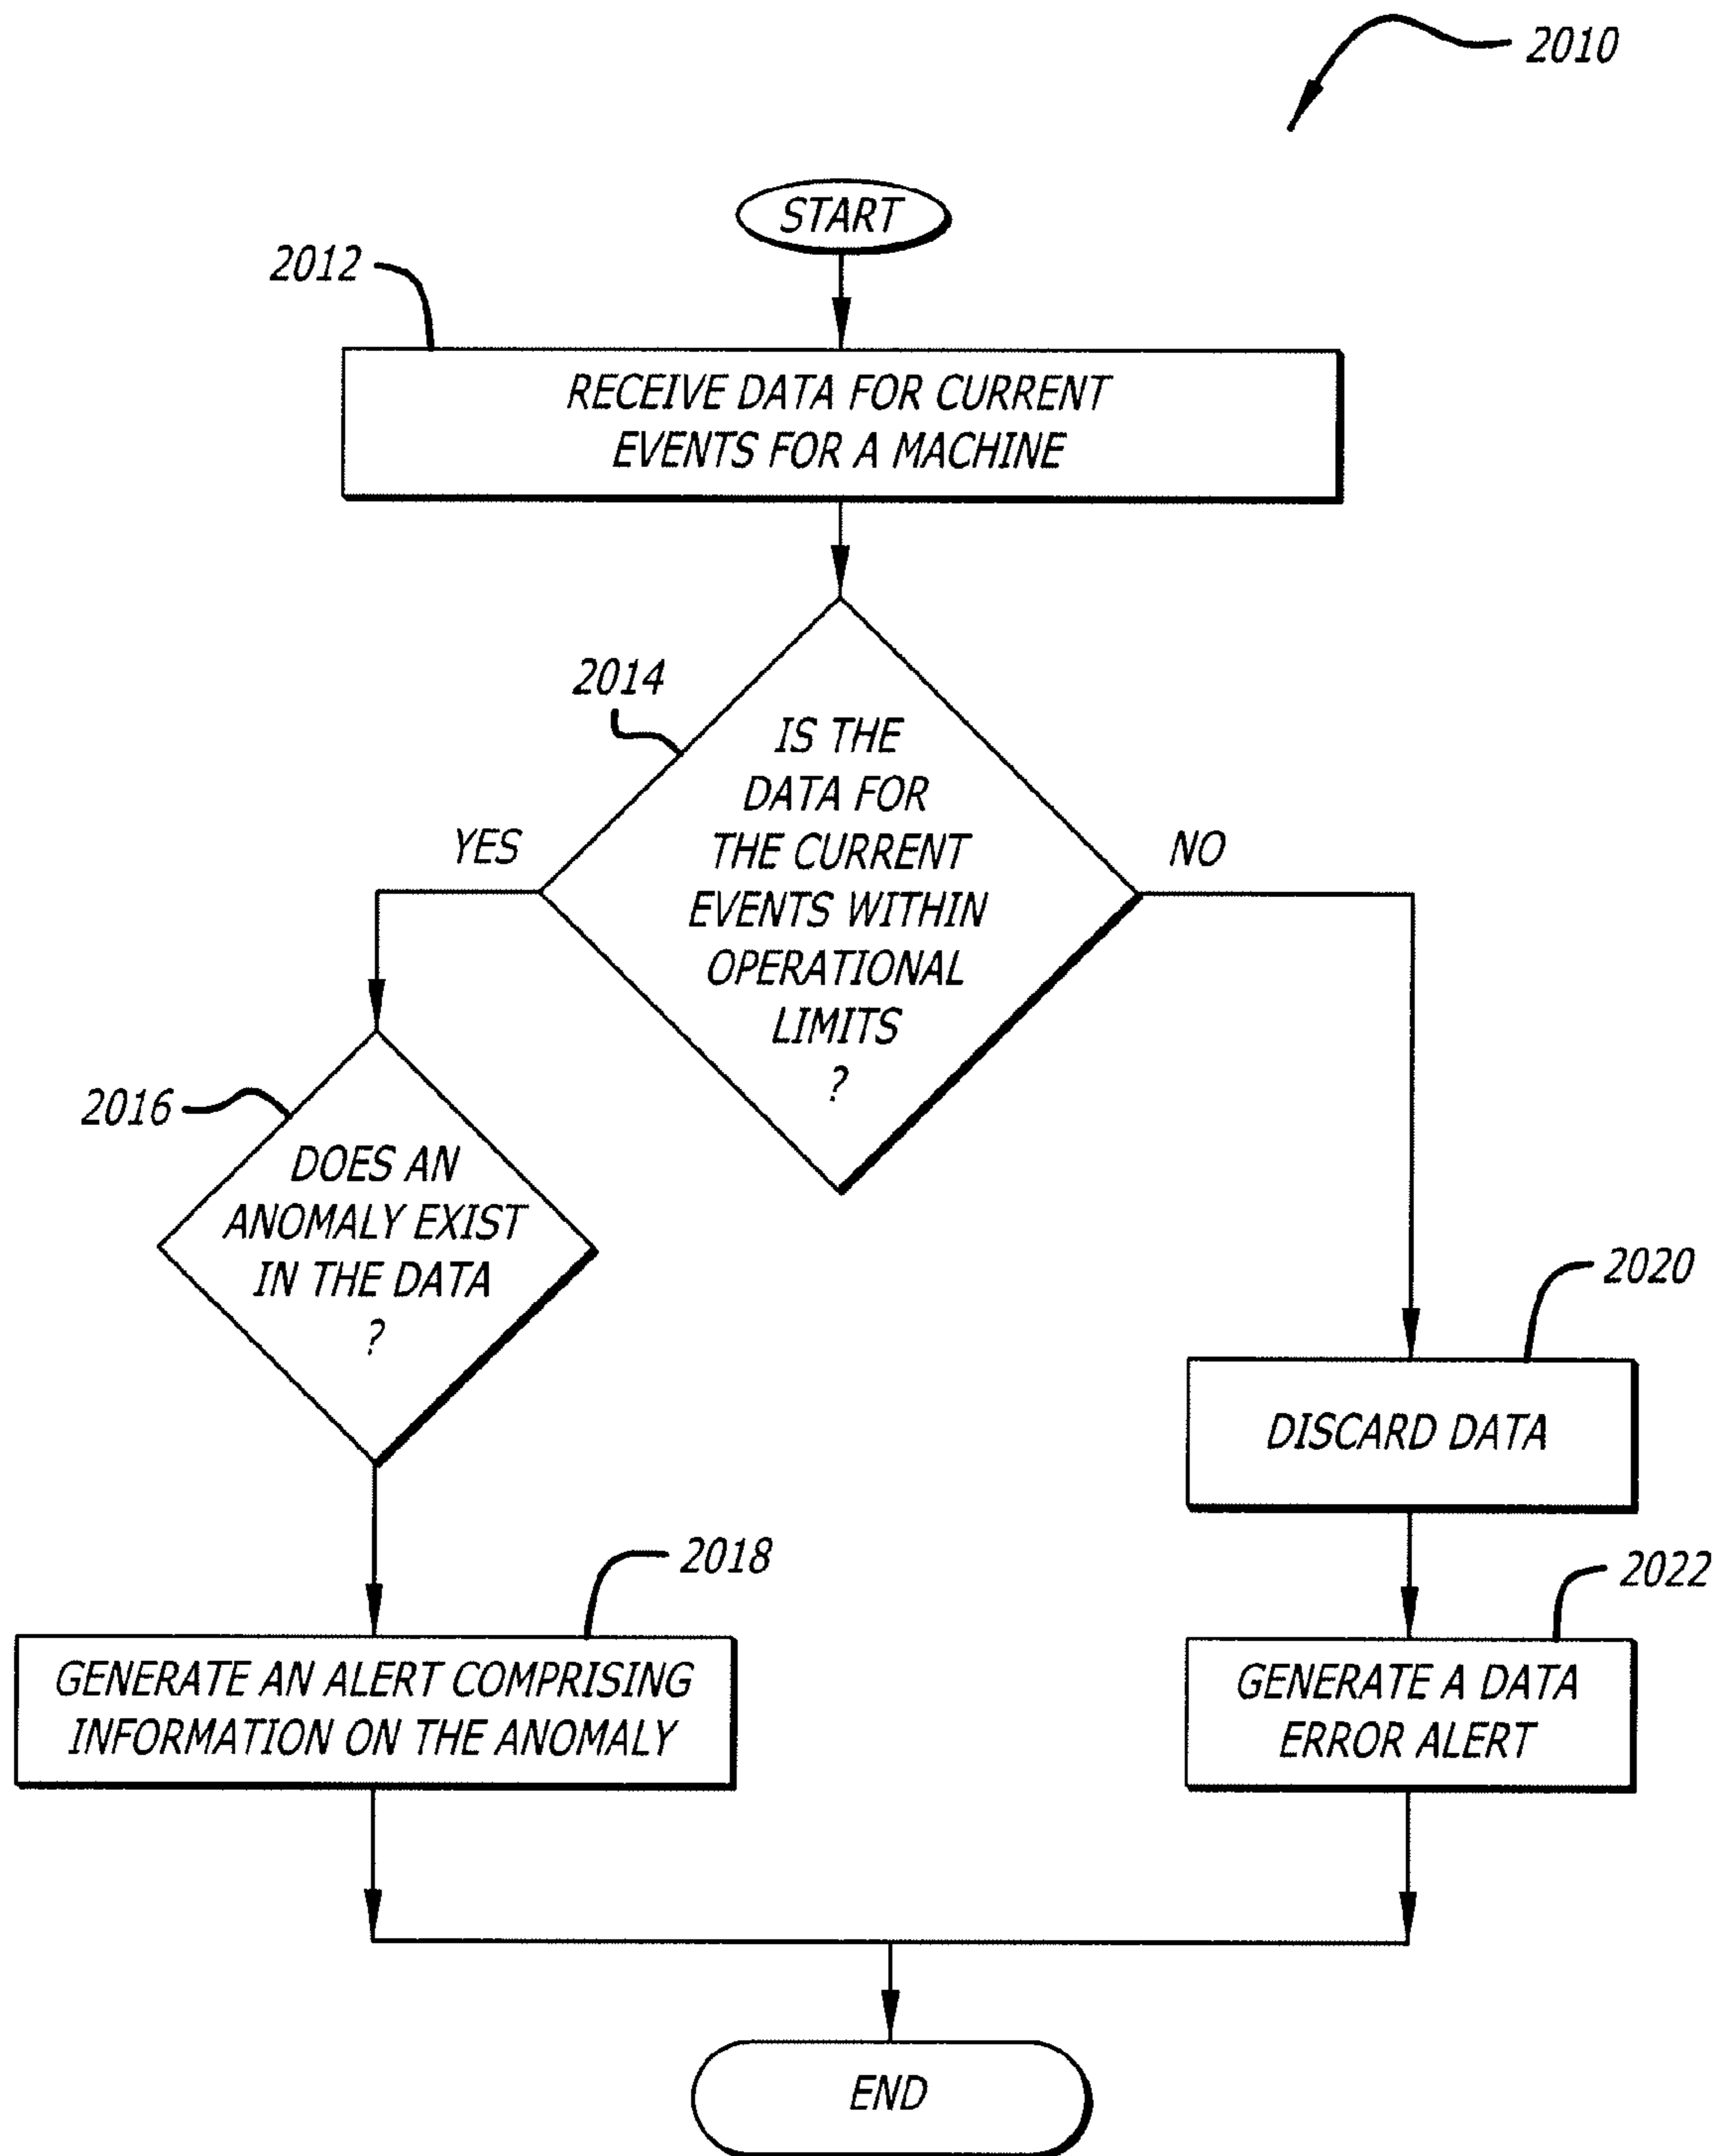 2010
START
2012
RECEIVE DATA FOR CURRENT
EVENTS FOR A MACHINE
2014
IS THE
DATA FOR
THE CURRENT
EVENTS WITHIN
OPERATIONAL
LIMITS
?
YES
NO
2016
DOES AN
ANOMALY EXIST
IN THE DATA
?
2020
DISCARD DATA
2018
GENERATE AN ALERT COMPRISING
INFORMATION ON THE ANOMALY
2022
GENERATE A DATA
ERROR ALERT
END